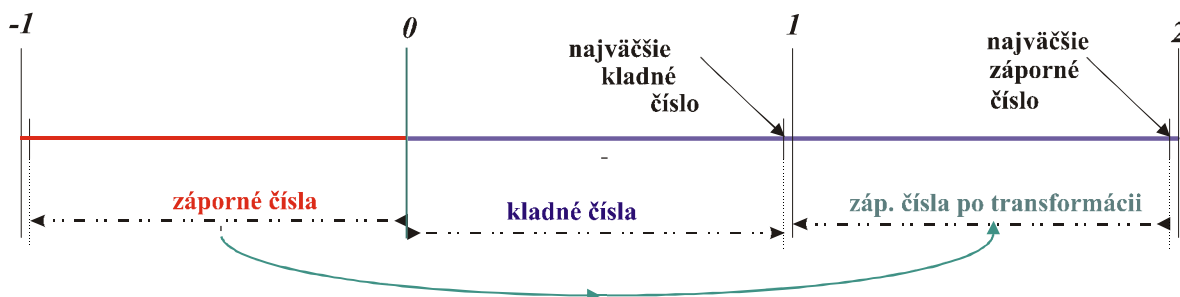 -1 0 1 2
najväčšie
kladné
číslo
najväčšie
záporné
číslo
záporné čísla
kladné čísla
záp. čísla po transformácii